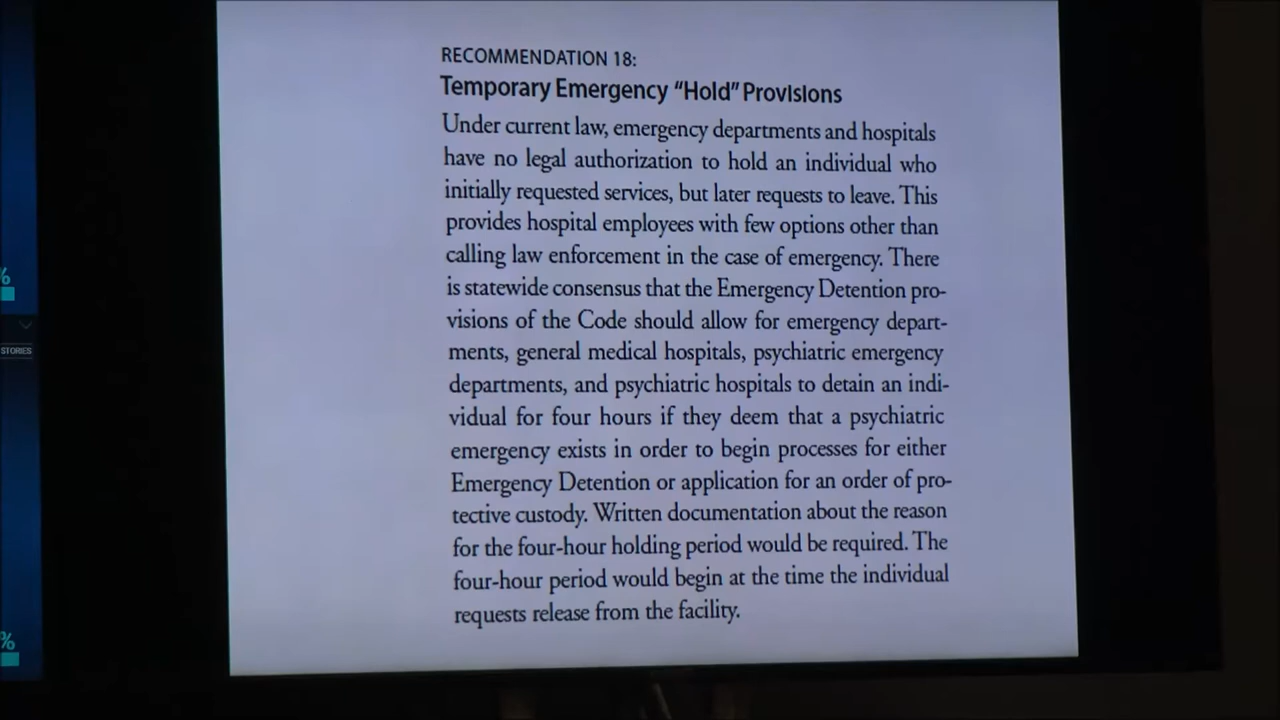 RECOMMENDATION 18:
Temporary Emergency “Hold” Provisions
Under current law, emergency departments and hospitals
have no legal authorization to hold an individual who
initially requested services, but later requests to leave. This
provides hospital employees with few options other than
calling law enforcement in the case of emergency. There
is statewide consensus that the Emergency Detention pro-
visions of the Code should allow for emergency depart-
ments, general medical hospitals, psychiatric emergency
departments, and psychiatric hospitals to detain an indi-
vidual for four hours if they deem that a psychiatric
emergency exists in order to begin processes for either
Emergency Detention or application for an order of pro-
tective custody. Written documentation about the reason
for the four-hour holding period would be required. The
four-hour period would begin at the time the individual
requests release from the facility.
%
STORIES
%